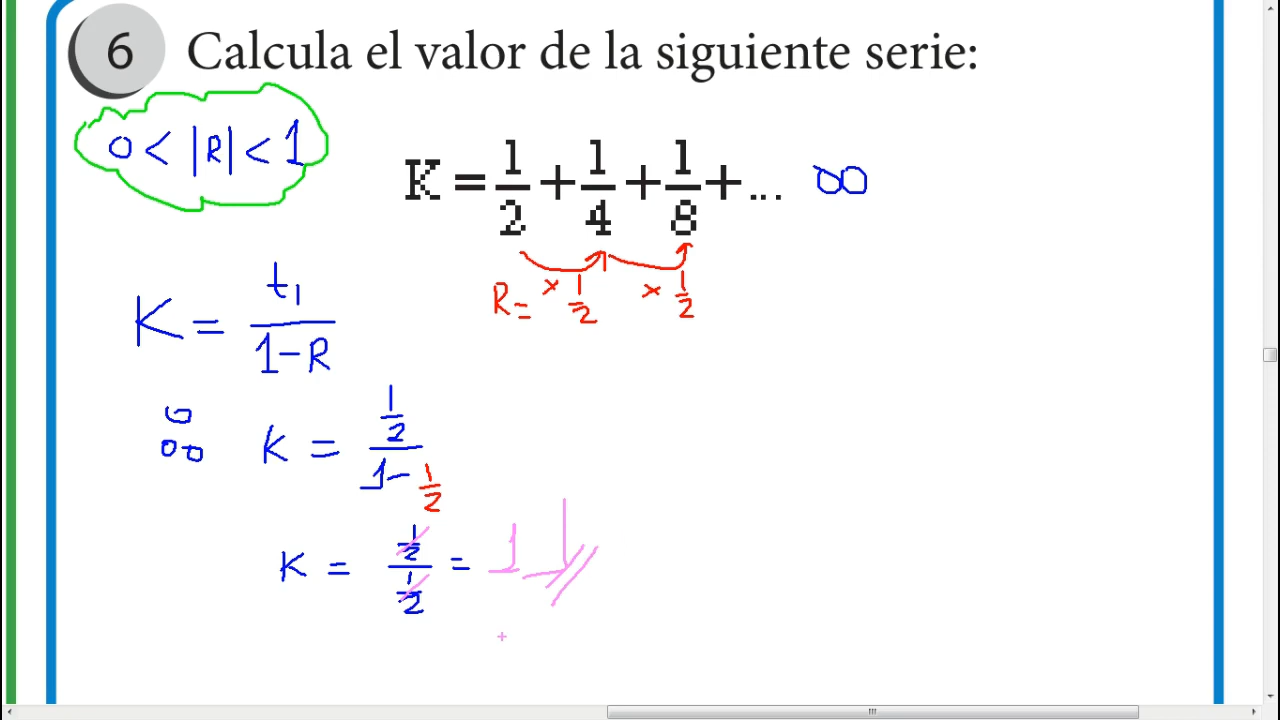 6 Calcula el valor de la siguiente serie:
0 < |R| < 1
K = 1/2 + 1/4 + 1/8 + ... ∞
R = × 1/2 × 1/2
K = t₁/(1-R)
K = (1/2)/(1 - 1/2)
K = (1/2)/(1/2) = 1